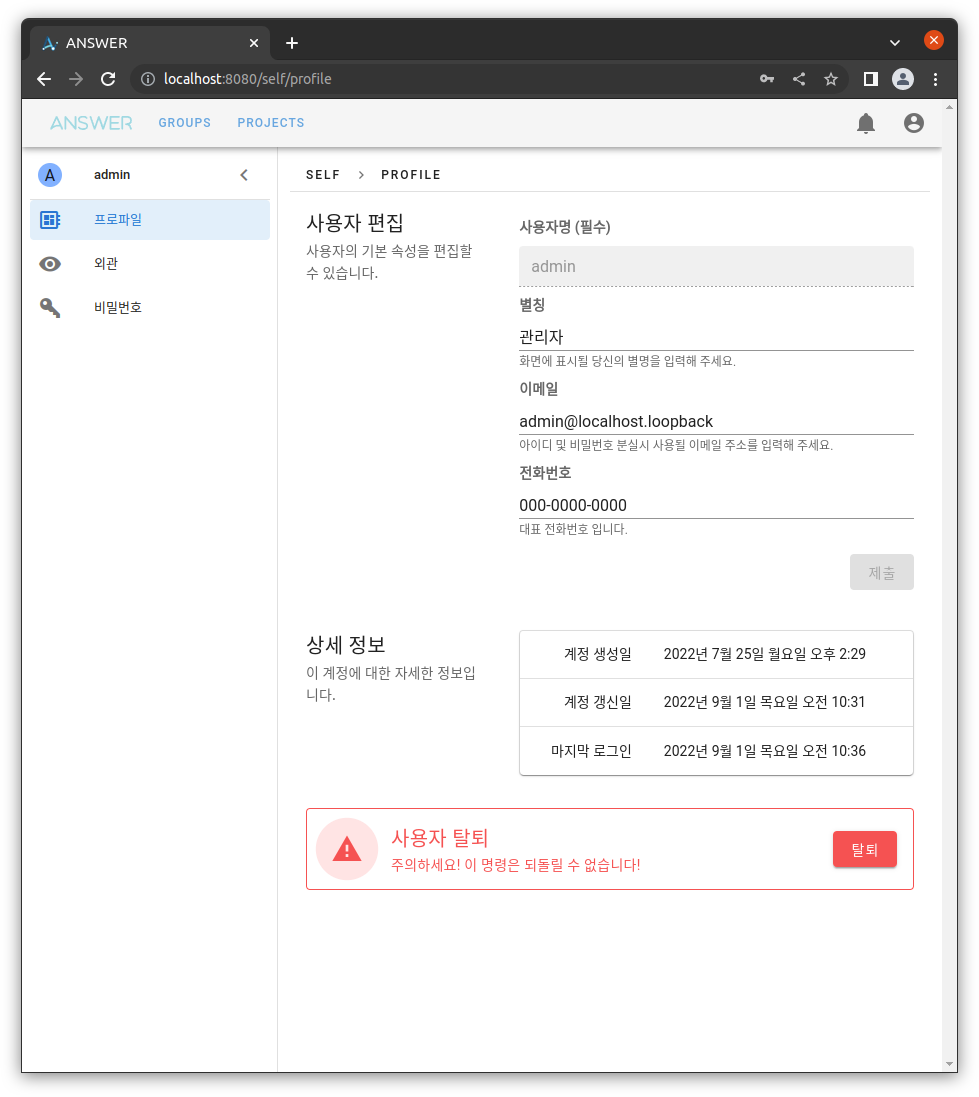 ANSWER
localhost:8080/self/profile
ANSWER GROUPS PROJECTS
A admin
프로파일
외관
비밀번호
SELF > PROFILE
사용자 편집
사용자의 기본 속성을 편집할
수 있습니다.
사용자명 (필수)
admin
별칭
관리자
화면에 표시될 당신의 별명을 입력해 주세요.
이메일
admin@localhost.loopback
아이디 및 비밀번호 분실시 사용될 이메일 주소를 입력해 주세요.
전화번호
000-0000-0000
대표 전화번호 입니다.
제출
상세 정보
이 계정에 대한 자세한 정보입
니다.
계정 생성일 2022년 7월 25일 월요일 오후 2:29
계정 갱신일 2022년 9월 1일 목요일 오전 10:31
마지막 로그인 2022년 9월 1일 목요일 오전 10:36
사용자 탈퇴
주의하세요! 이 명령은 되돌릴 수 없습니다!
탈퇴